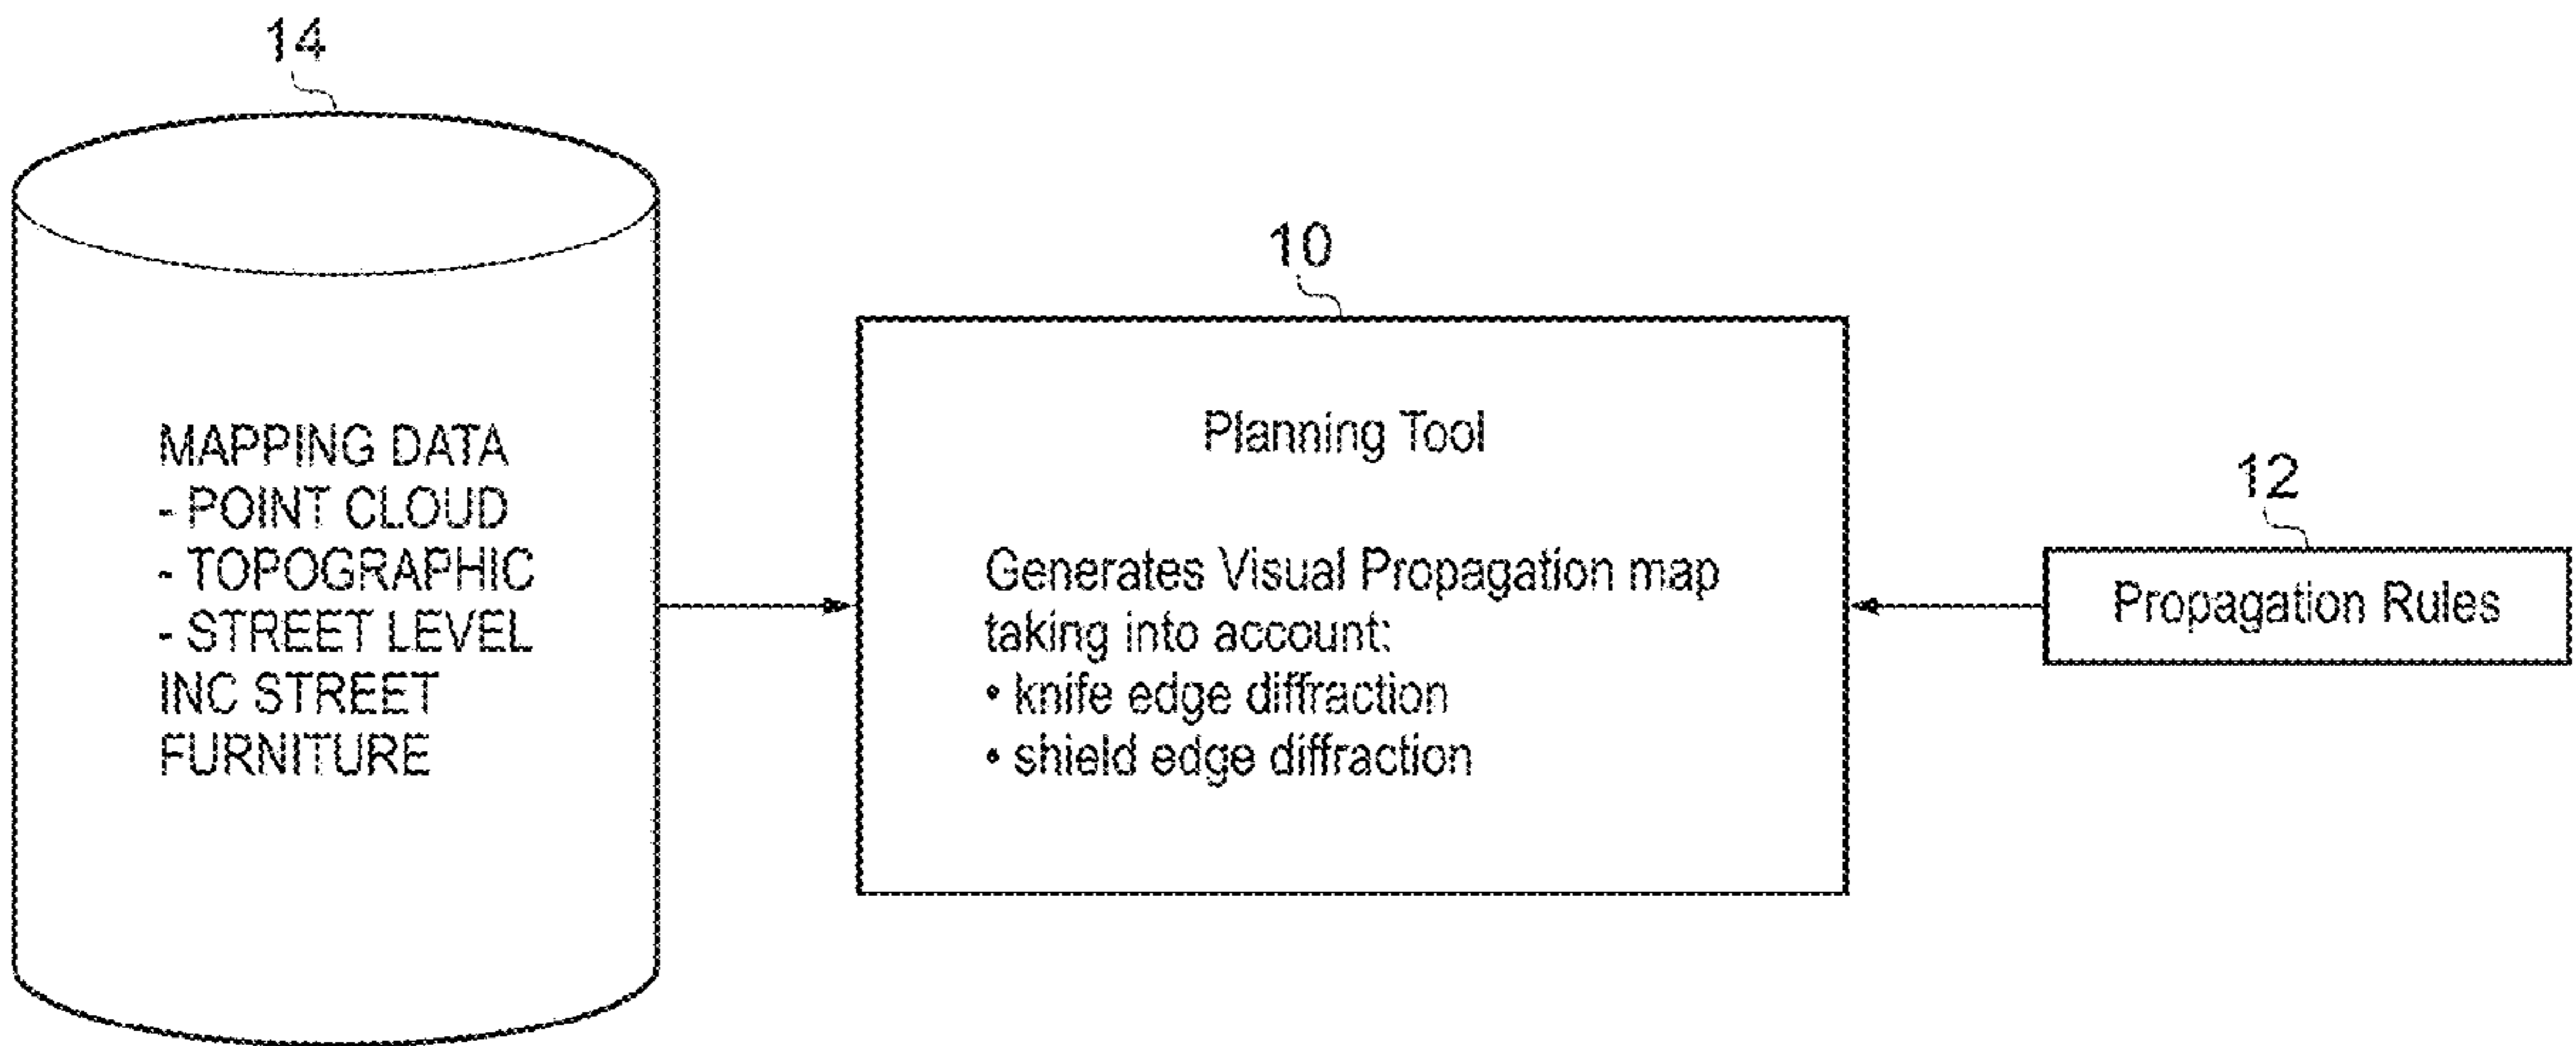 14
MAPPING DATA
- POINT CLOUD
- TOPOGRAPHIC
- STREET LEVEL
INC STREET
FURNITURE
10
Planning Tool
Generates Visual Propagation map
taking into account:
• knife edge diffraction
• shield edge diffraction
12
Propagation Rules